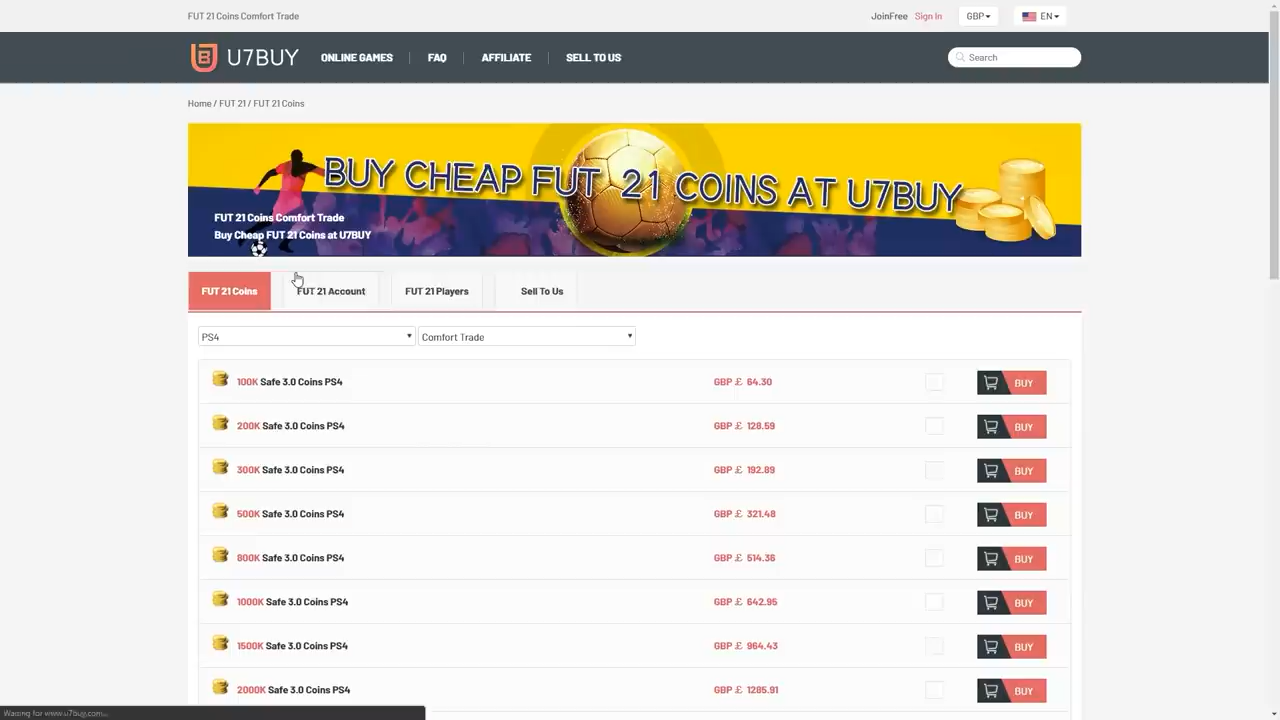 FUT 21 Coins Comfort Trade
JoinFree Sign In GBP EN
U7BUY ONLINE GAMES FAQ AFFILIATE SELL TO US Search
Home / FUT 21 / FUT 21 Coins
BUY CHEAP FUT 21 COINS AT U7BUY
FUT 21 Coins Comfort Trade
Buy Cheap FUT 21 Coins at U7BUY
FUT 21 Coins FUT 21 Account FUT 21 Players Sell To Us
PS4 Comfort Trade
100K Safe 3.0 Coins PS4 GBP £ 64.30 BUY
200K Safe 3.0 Coins PS4 GBP £ 128.59 BUY
300K Safe 3.0 Coins PS4 GBP £ 192.89 BUY
500K Safe 3.0 Coins PS4 GBP £ 321.48 BUY
800K Safe 3.0 Coins PS4 GBP £ 514.36 BUY
1000K Safe 3.0 Coins PS4 GBP £ 642.95 BUY
1500K Safe 3.0 Coins PS4 GBP £ 964.43 BUY
2000K Safe 3.0 Coins PS4 GBP £ 1285.91 BUY
Waiting for www.u7buy.com...